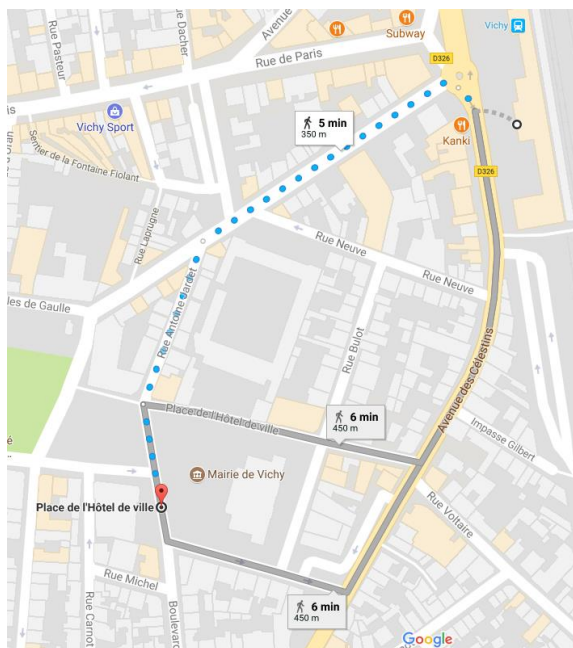 Rue Pasteur
Rue Dacher
Avenue
Subway
Vichy
Rue de Paris
D326
Vichy Sport
5 min
350 m
Sentier de la Fontaine Fiolant
Kanki
D326
Rue Laprugne
Rue Neuve
Rue Neuve
les de Gaulle
Rue Antoine Jardet
Rue Bulot
Avenue des Célestins
Place de l'Hôtel de ville
6 min
450 m
Impasse Gilbert
Mairie de Vichy
Place de l'Hôtel de ville
Rue Voltaire
Rue Michel
Rue Carnot
Boulevard
6 min
450 m
Google